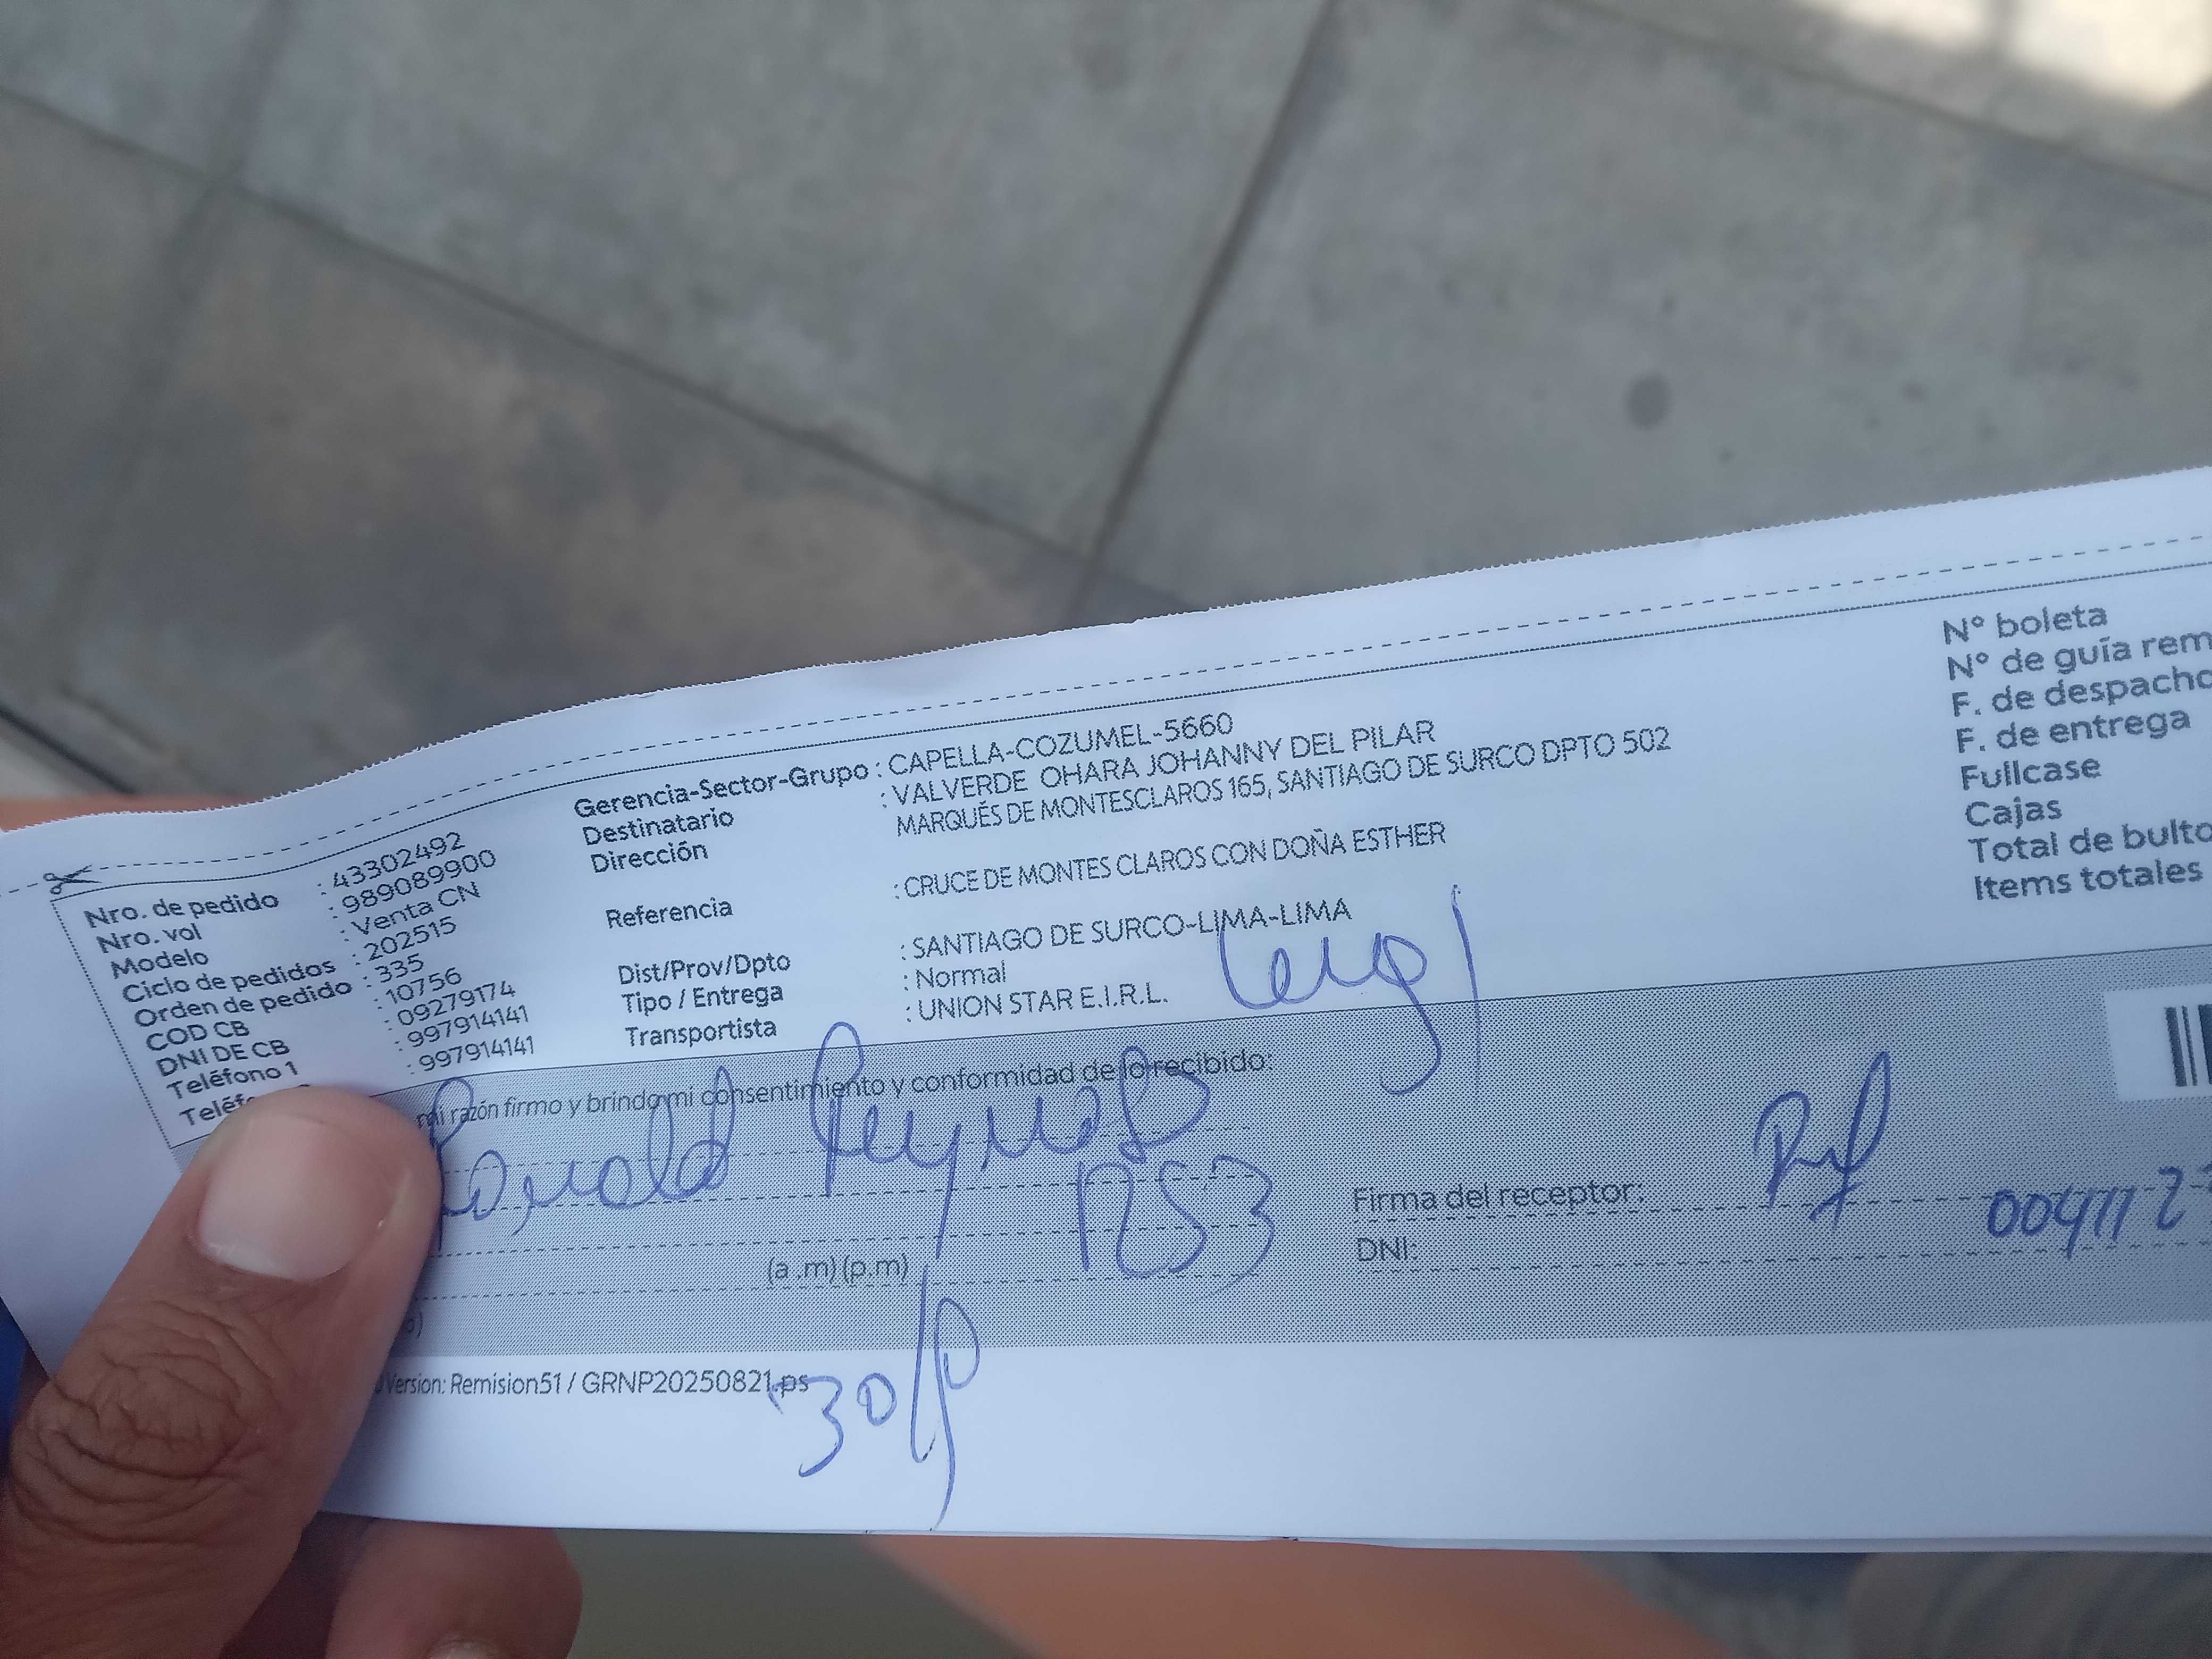 Nro. de pedido : 43302492
Nro. vol : 989089900
Modelo : Venta CN
Ciclo de pedidos : 202515
Orden de pedido : 335
COD CB : 10756
DNI DE CB : 09279174
Teléfono 1 : 997914141
Teléf : 997914141
Gerencia-Sector-Grupo : CAPELLA-COZUMEL-5660
Destinatario : VALVERDE OHARA JOHANNY DEL PILAR
Dirección MARQUÉS DE MONTESCLAROS 165, SANTIAGO DE SURCO DPTO 502
Referencia : CRUCE DE MONTES CLAROS CON DOÑA ESTHER
Dist/Prov/Dpto : SANTIAGO DE SURCO-LIMA-LIMA
Tipo / Entrega : Normal
Transportista : UNION STAR E.I.R.L.
N° boleta
N° de guía rem
F. de despacho
F. de entrega
Fullcase
Cajas
Total de bulto
Items totales
mi razón firmo y brindo mi consentimiento y conformidad de lo recibido:
Ronald
1253
(a .m) (p.m)
Firma del receptor:
DNI:
Version: Remision51 / GRNP20250821.ps